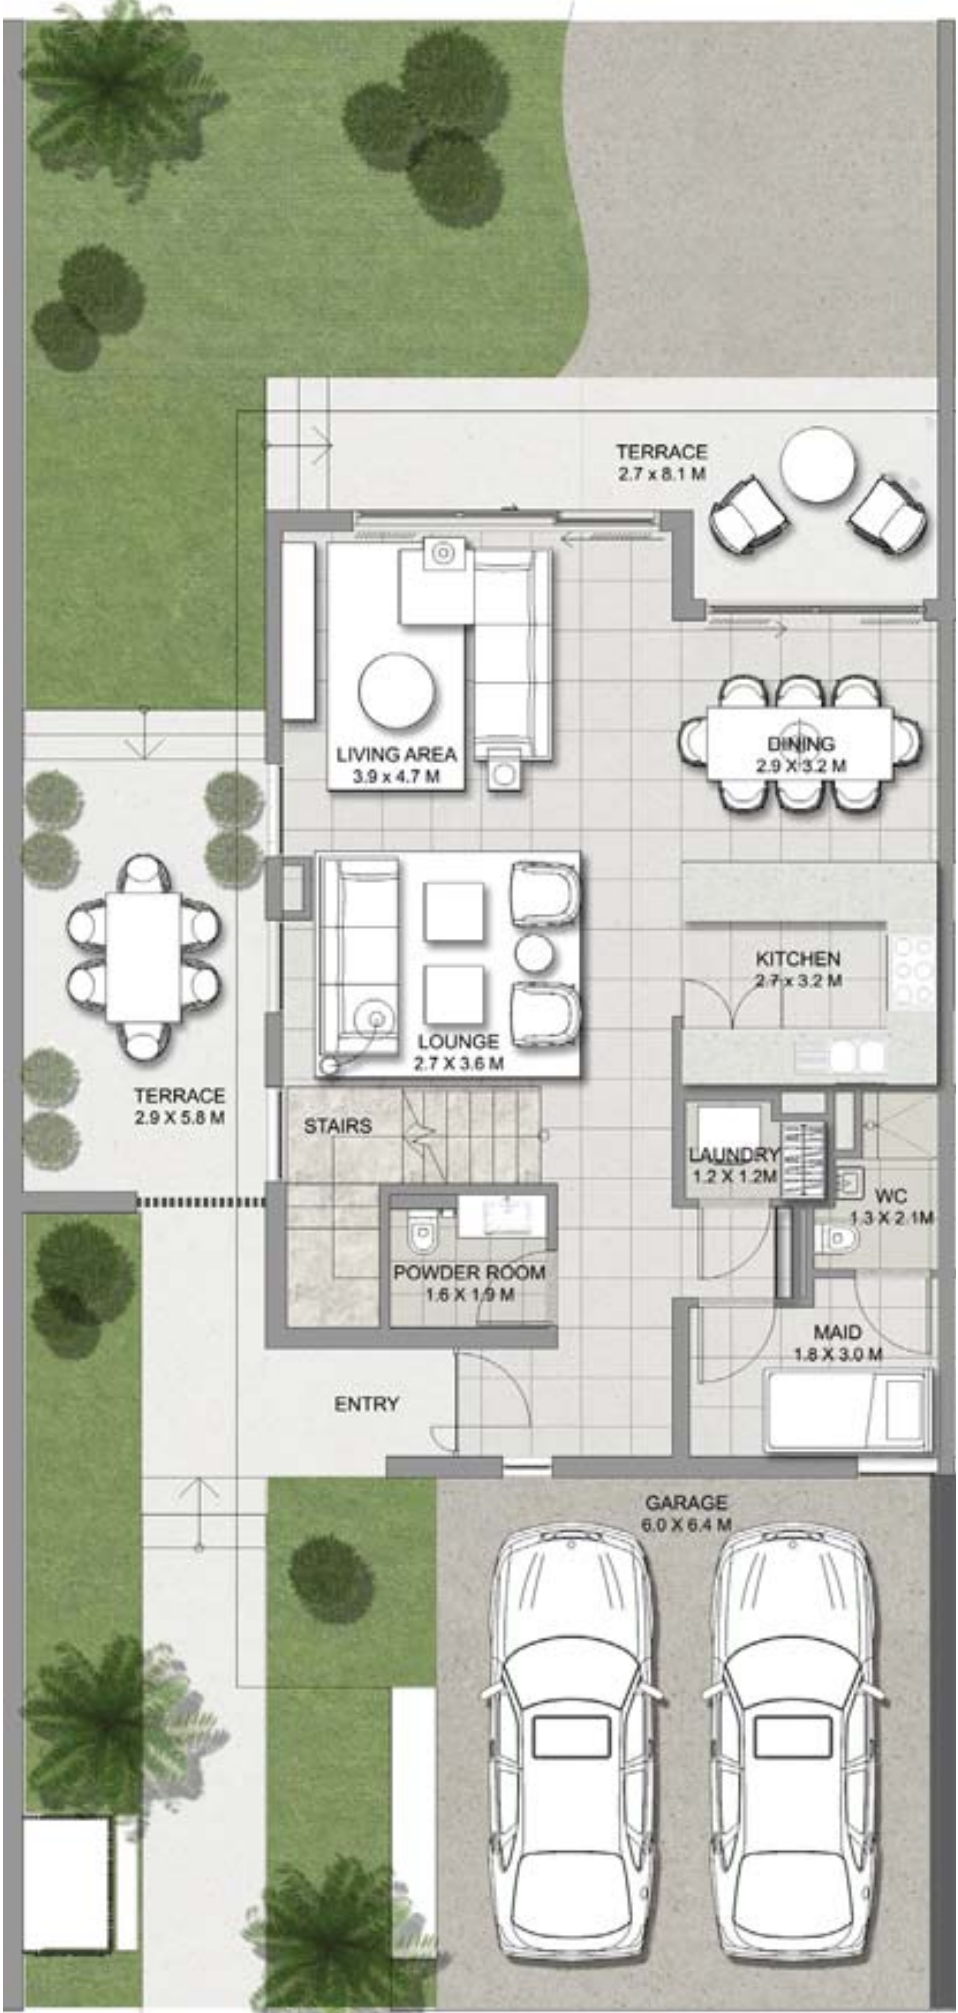 TERRACE
2.7 x 8.1 M
LIVING AREA
3.9 x 4.7 M
DINING
2.9 X 3.2 M
KITCHEN
2.7 x 3.2 M
LOUNGE
2.7 X 3.6 M
TERRACE
2.9 X 5.8 M
STAIRS
LAUNDRY
1.2 X 1.2M
WC
1.3 X 2.1M
POWDER ROOM
1.6 X 1.9 M
MAID
1.8 X 3.0 M
ENTRY
GARAGE
6.0 X 6.4 M